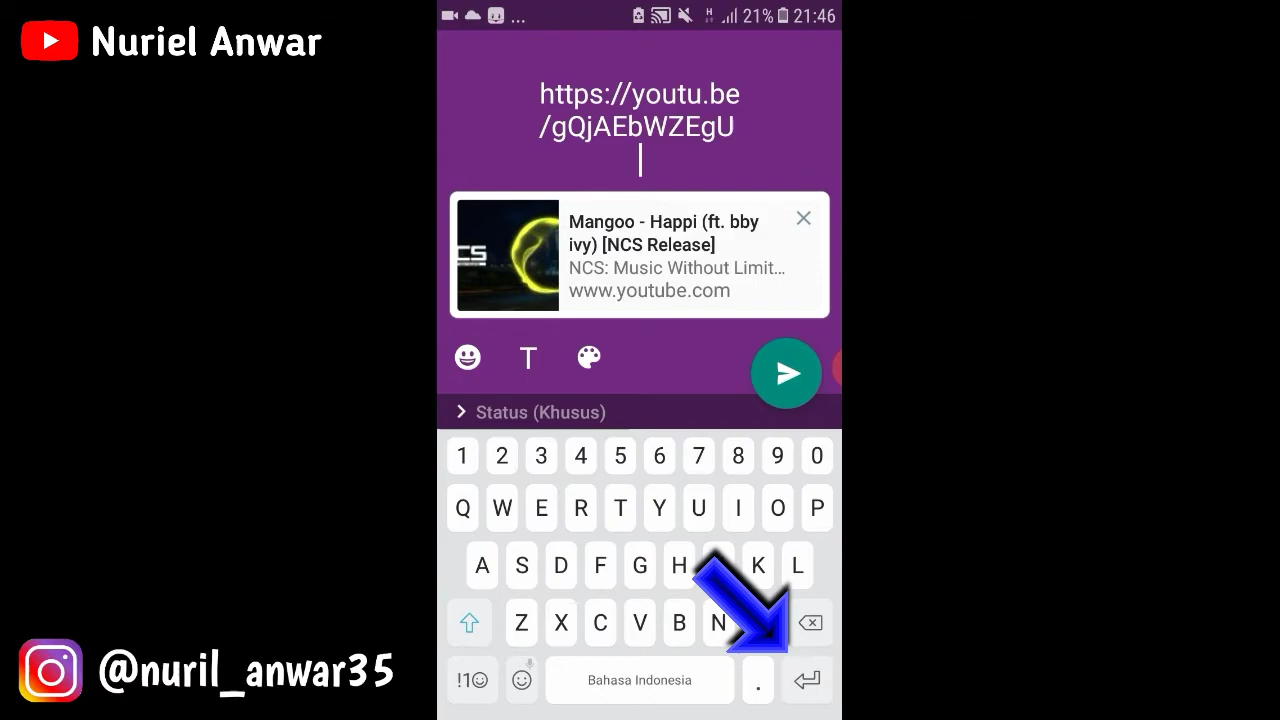 Nuriel Anwar
... 21% 21:46
https://youtu.be
/gQjAEbWZEgU
CS
Mangoo - Happi (ft. bby
ivy) [NCS Release]
NCS: Music Without Limit...
www.youtube.com
T
Status (Khusus)
1 2 3 4 5 6 7 8 9 0
Q W E R T Y U I O P
A S D F G H K L
Z X C V B N
!1 Bahasa Indonesia .
@nuril_anwar35